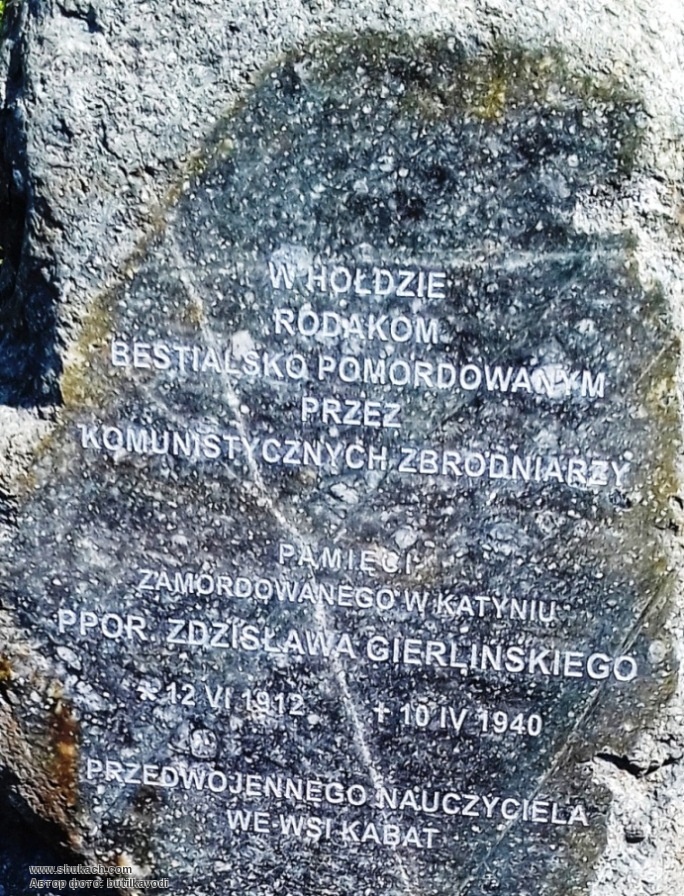 W HOŁDZIE
RODAKOM
BESTIALSKO POMORDOWANYM
PRZEZ
KOMUNISTYCZNYCH ZBRODNIARZY
PAMIĘCI
ZAMORDOWANEGO W KATYNIU
PPOR. ZDZISŁAWA GIERLIŃSKIEGO
* 12 VI 1912 † 10 IV 1940
PRZEDWOJENNEGO NAUCZYCIELA
WE WSI KABAT
www.shukach.com
Автор фото: butilkavodi